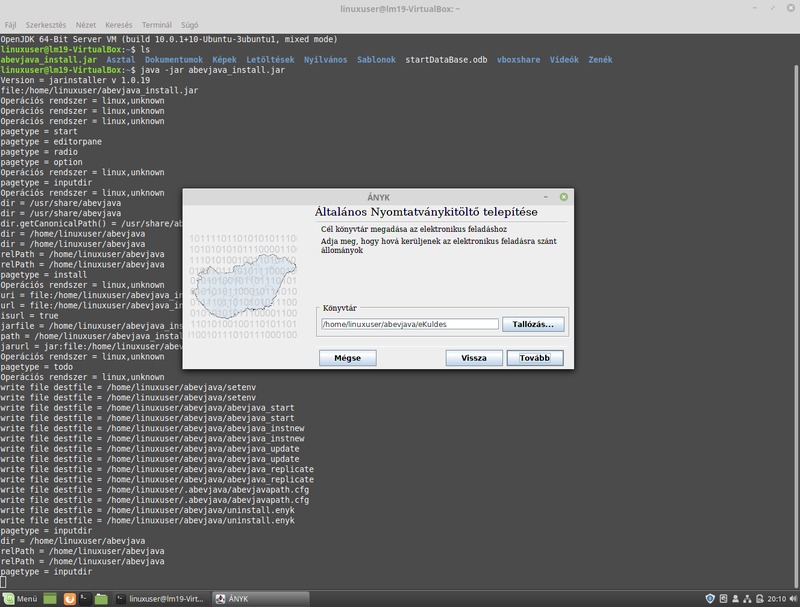 linuxuser@lm19-VirtualBox: ~
Fájl Szerkesztés Nézet Keresés Terminál Súgó
OpenJDK 64-Bit Server VM (build 10.0.1+10-Ubuntu-3ubuntu1, mixed mode)
linuxuser@lm19-VirtualBox:~$ ls
abevjava_install.jar Asztal Dokumentumok Képek Letöltések Nyilvános Sablonok startDataBase.odb vboxshare Videók Zenék
linuxuser@lm19-VirtualBox:~$ java -jar abevjava_install.jar
Version = jarinstaller v 1.0.19
file:/home/linuxuser/abevjava_install.jar
Operációs rendszer = linux,unknown
Operációs rendszer = linux,unknown
Operációs rendszer = linux,unknown
pagetype = start
pagetype = editorpane
pagetype = radio
pagetype = option
Operációs rendszer = linux,unknown
pagetype = inputdir
Operációs rendszer = linux,unknown
dir = /usr/share/abevjava
dir = /usr/share/abevjava
dir.getCanonicalPath() = /usr/share/ab
dir = /home/linuxuser/abevjava
dir = /home/linuxuser/abevjava
relPath = /home/linuxuser/abevjava
relPath = /home/linuxuser/abevjava
pagetype = install
Operációs rendszer = linux,unknown
uri = file:/home/linuxuser/abevjava_in
url = file:/home/linuxuser/abevjava_in
isurl = true
jarfile = /home/linuxuser/abevjava_ins
path = /home/linuxuser/abevjava_instal
jarurl = jar:file:/home/linuxuser/abev
Operációs rendszer = linux,unknown
pagetype = todo
Operációs rendszer = linux,unknown
write file destfile = /home/linuxuser/abevjava/setenv
write file destfile = /home/linuxuser/abevjava/setenv
write file destfile = /home/linuxuser/abevjava/abevjava_start
write file destfile = /home/linuxuser/abevjava/abevjava_start
write file destfile = /home/linuxuser/abevjava/abevjava_instnew
write file destfile = /home/linuxuser/abevjava/abevjava_instnew
write file destfile = /home/linuxuser/abevjava/abevjava_update
write file destfile = /home/linuxuser/abevjava/abevjava_update
write file destfile = /home/linuxuser/abevjava/abevjava_replicate
write file destfile = /home/linuxuser/abevjava/abevjava_replicate
write file destfile = /home/linuxuser/.abevjava/abevjavapath.cfg
write file destfile = /home/linuxuser/.abevjava/abevjavapath.cfg
write file destfile = /home/linuxuser/abevjava/uninstall.enyk
write file destfile = /home/linuxuser/abevjava/uninstall.enyk
pagetype = inputdir
dir = /home/linuxuser/abevjava
relPath = /home/linuxuser/abevjava
relPath = /home/linuxuser/abevjava
pagetype = inputdir
ÁNYK
Általános Nyomtatványkitöltő telepítése
Cél könyvtár megadása az elektronikus feladáshoz
Adja meg, hogy hová kerüljenek az elektronikus feladásra szánt
állományok
Könyvtár
/home/linuxuser/abevjava/eKuldes Tallózás...
Mégse Vissza Tovább
Menü linuxuser@lm19-Virt... ÁNYK 20:10